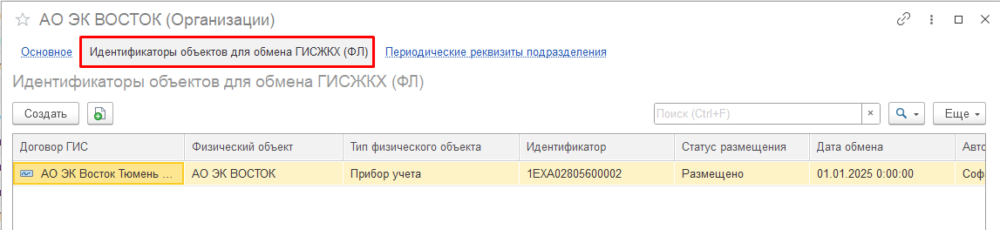 АО ЭК ВОСТОК (Организации)
Основное Идентификаторы объектов для обмена ГИСЖКХ (ФЛ) Периодические реквизиты подразделения
Идентификаторы объектов для обмена ГИСЖКХ (ФЛ)
Создать Поиск (Ctrl+F) × Еще
Договор ГИС Физический объект Тип физического объекта Идентификатор Статус размещения Дата обмена Авто
АО ЭК Восток Тюмень ... АО ЭК ВОСТОК Прибор учета 1EXA02805600002 Размещено 01.01.2025 0:00:00 Софа